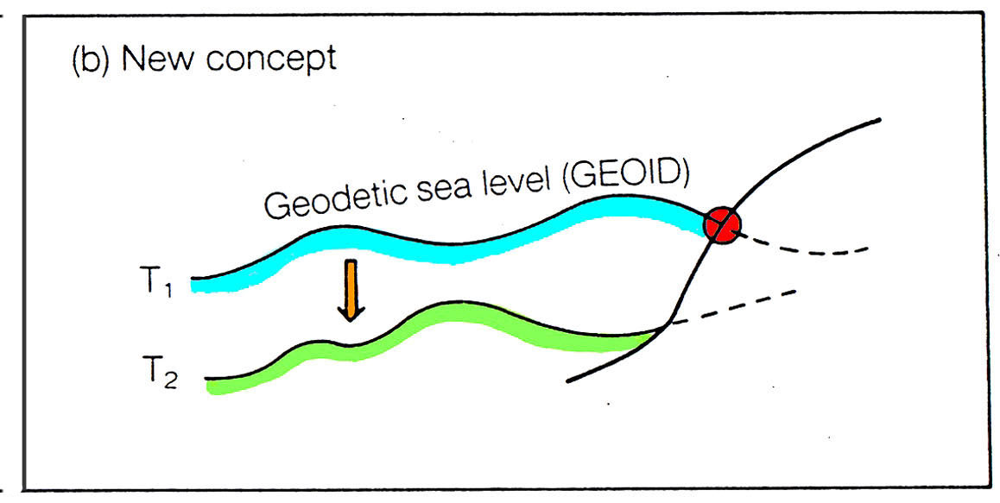 (b) New concept
Geodetic sea level (GEOID)
T₁
T₂